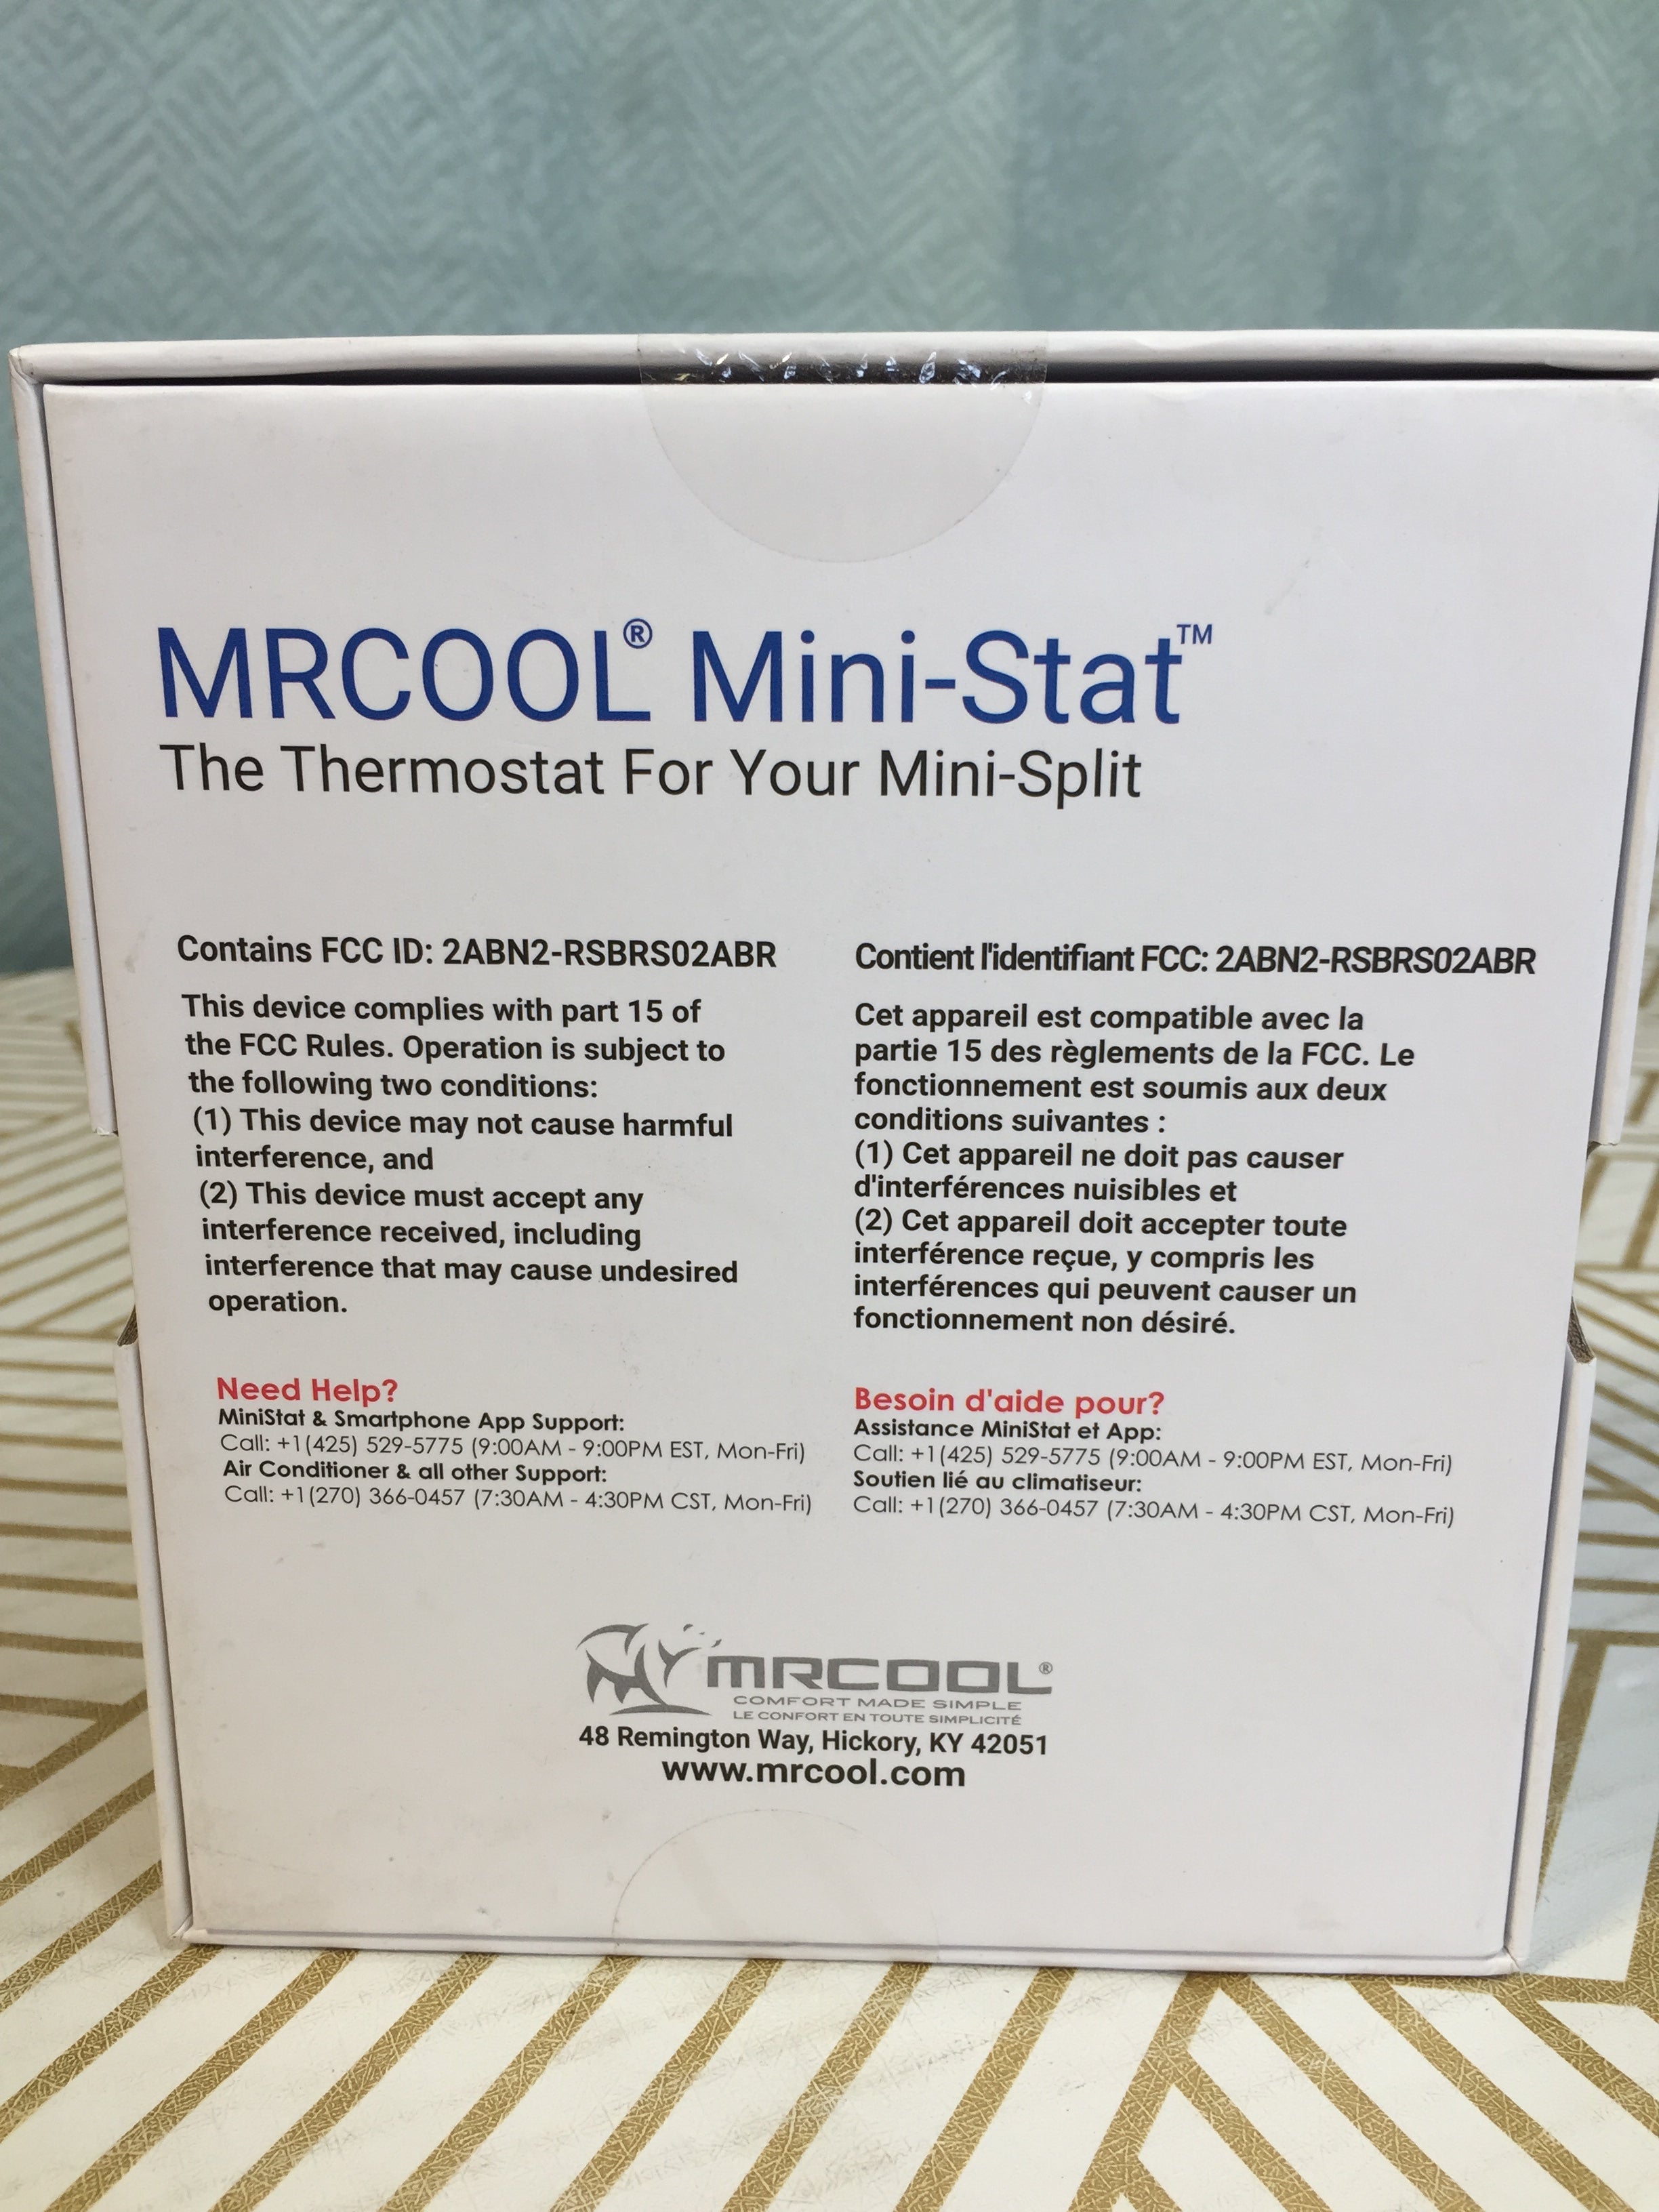 MRCOOL® Mini-Stat™
The Thermostat For Your Mini-Split
Contains FCC ID: 2ABN2-RSBRS02ABR
This device complies with part 15 of
the FCC Rules. Operation is subject to
the following two conditions:
(1) This device may not cause harmful
interference, and
(2) This device must accept any
interference received, including
interference that may cause undesired
operation.
Need Help?
MiniStat & Smartphone App Support:
Call: +1(425) 529-5775 (9:00AM - 9:00PM EST, Mon-Fri)
Air Conditioner & all other Support:
Call: +1(270) 366-0457 (7:30AM - 4:30PM CST, Mon-Fri)
Contient l'identifiant FCC: 2ABN2-RSBRS02ABR
Cet appareil est compatible avec la
partie 15 des règlements de la FCC. Le
fonctionnement est soumis aux deux
conditions suivantes :
(1) Cet appareil ne doit pas causer
d'interférences nuisibles et
(2) Cet appareil doit accepter toute
interférence reçue, y compris les
interférences qui peuvent causer un
fonctionnement non désiré.
Besoin d'aide pour?
Assistance MiniStat et App:
Call: +1(425) 529-5775 (9:00AM - 9:00PM EST, Mon-Fri)
Soutien lié au climatiseur:
Call: +1(270) 366-0457 (7:30AM - 4:30PM CST, Mon-Fri)
MRCOOL®
COMFORT MADE SIMPLE
LE CONFORT EN TOUTE SIMPLICITÉ
48 Remington Way, Hickory, KY 42051
www.mrcool.com